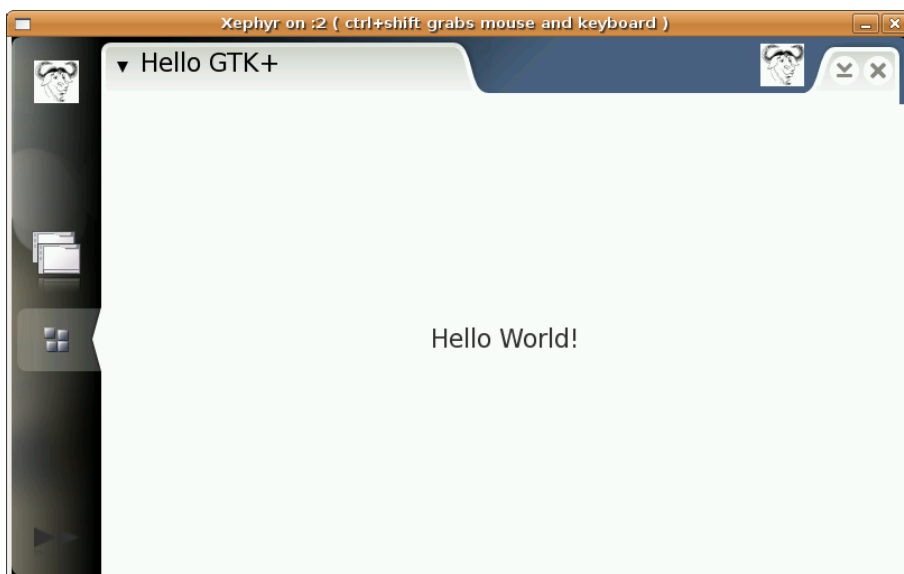 Xephyr on :2 ( ctrl+shift grabs mouse and keyboard )
Hello GTK+
Hello World!